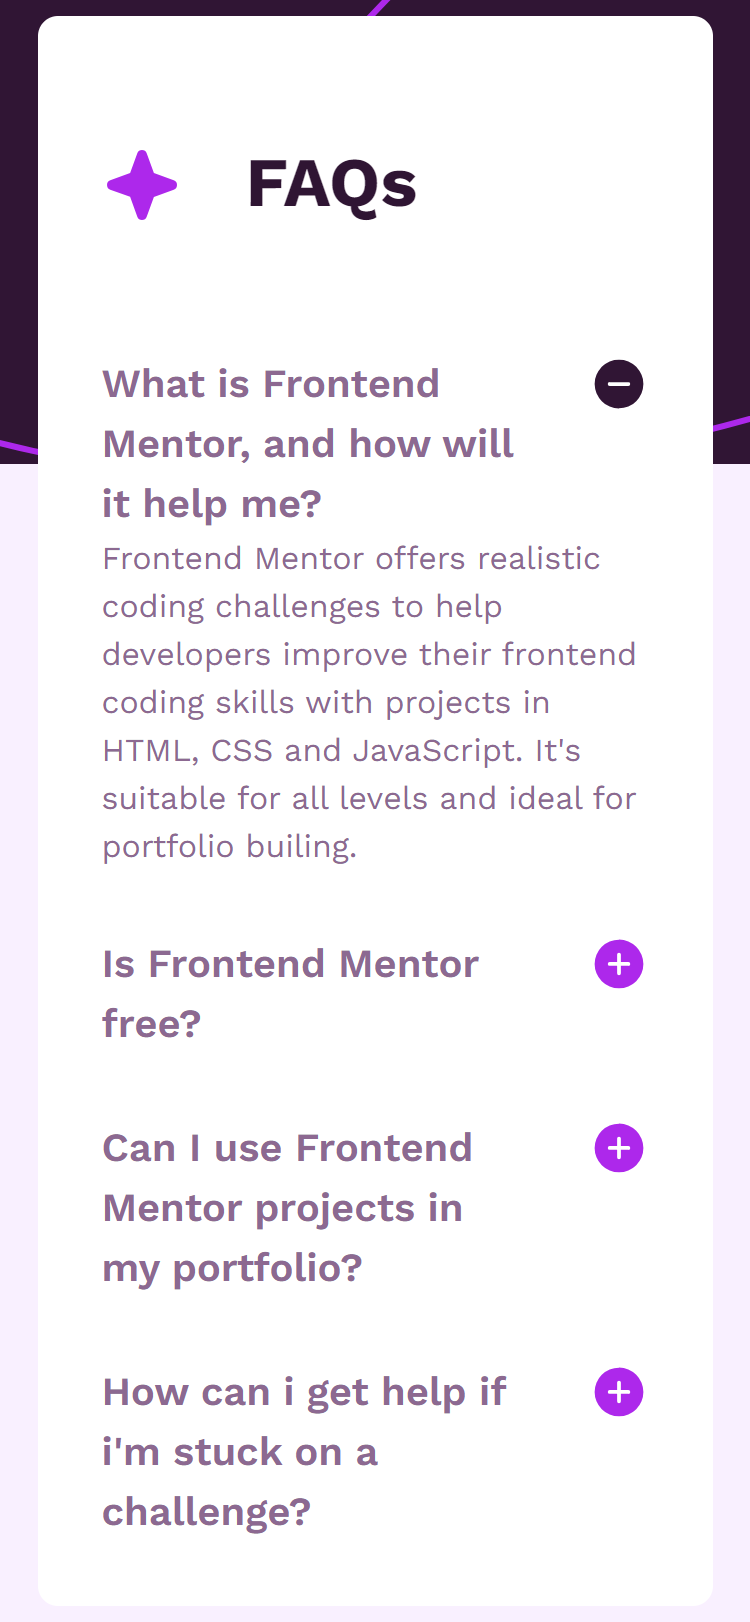 FAQs
What is Frontend
Mentor, and how will
it help me?
Frontend Mentor offers realistic
coding challenges to help
developers improve their frontend
coding skills with projects in
HTML, CSS and JavaScript. It's
suitable for all levels and ideal for
portfolio builing.
Is Frontend Mentor
free?
Can I use Frontend
Mentor projects in
my portfolio?
How can i get help if
i'm stuck on a
challenge?